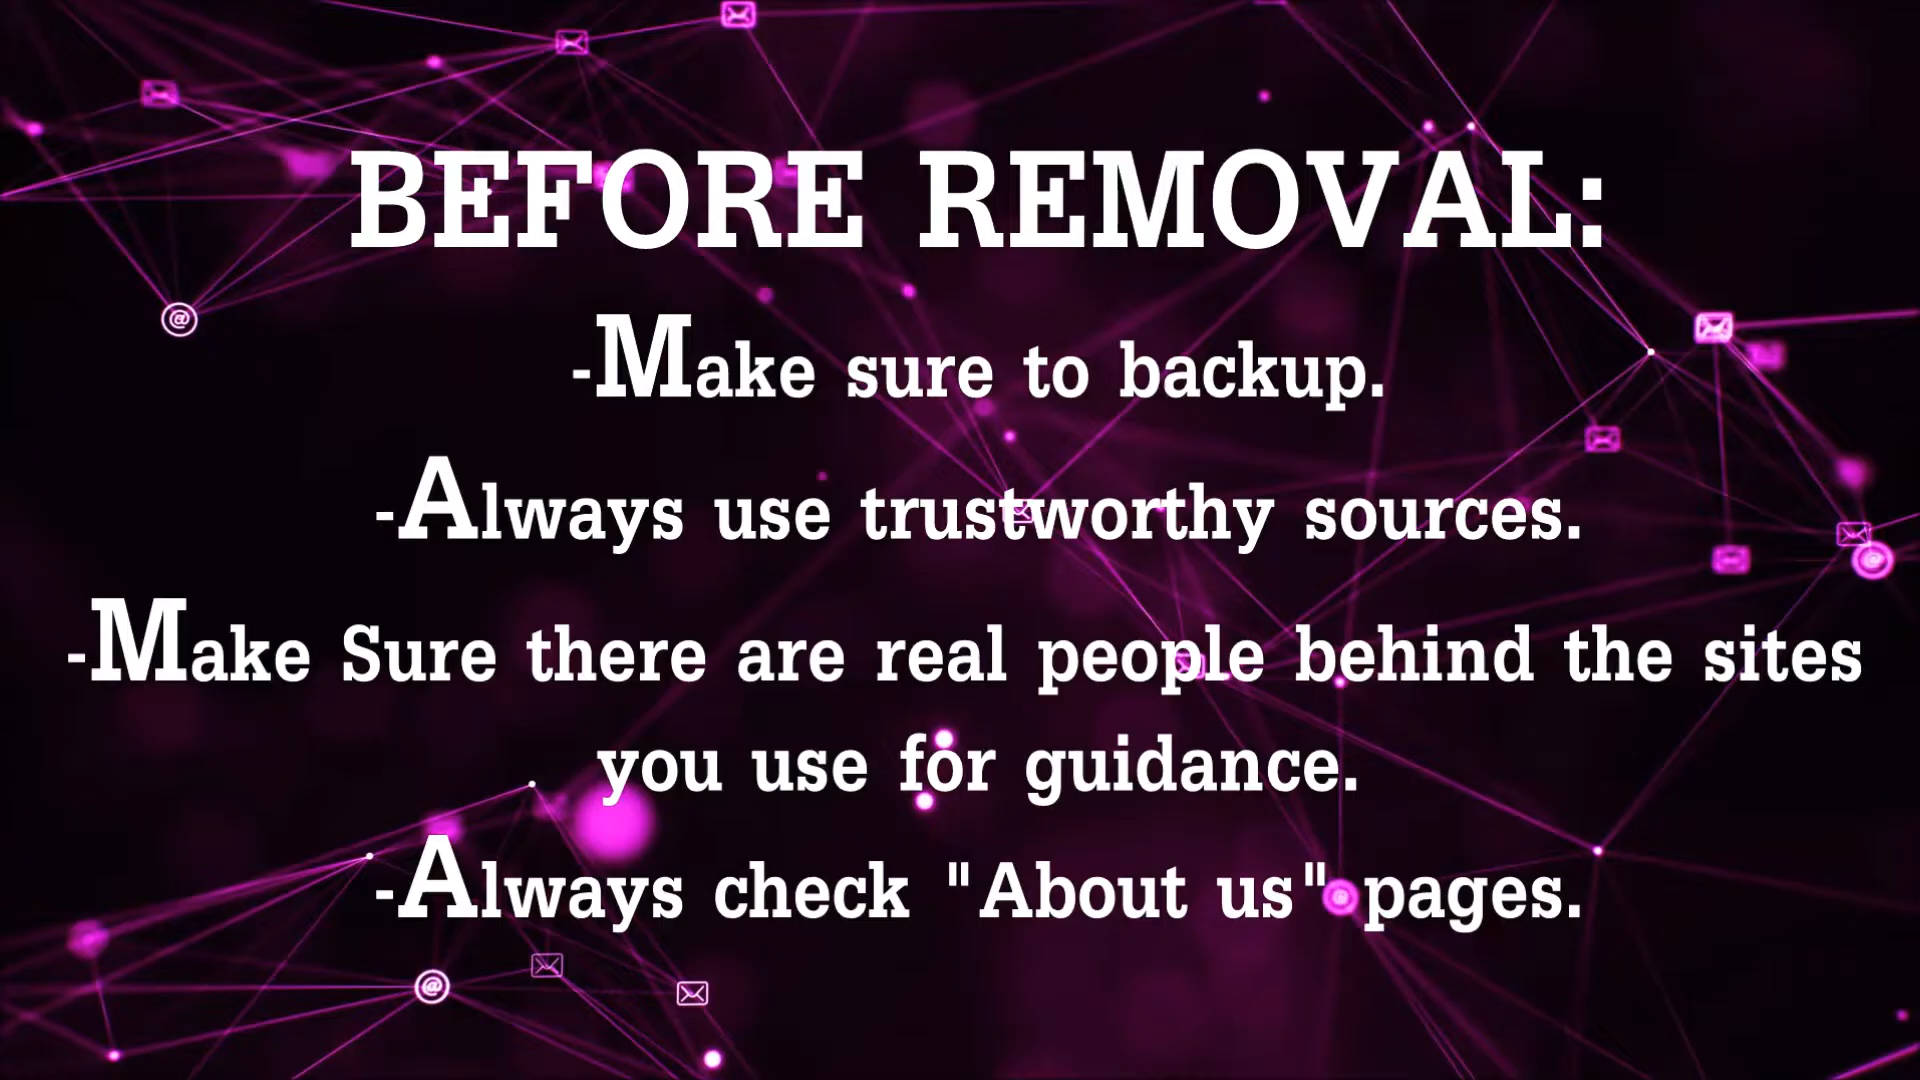 BEFORE REMOVAL:
-Make sure to backup.
-Always use trustworthy sources.
-Make Sure there are real people behind the sites
you use for guidance.
-Always check "About us" pages.